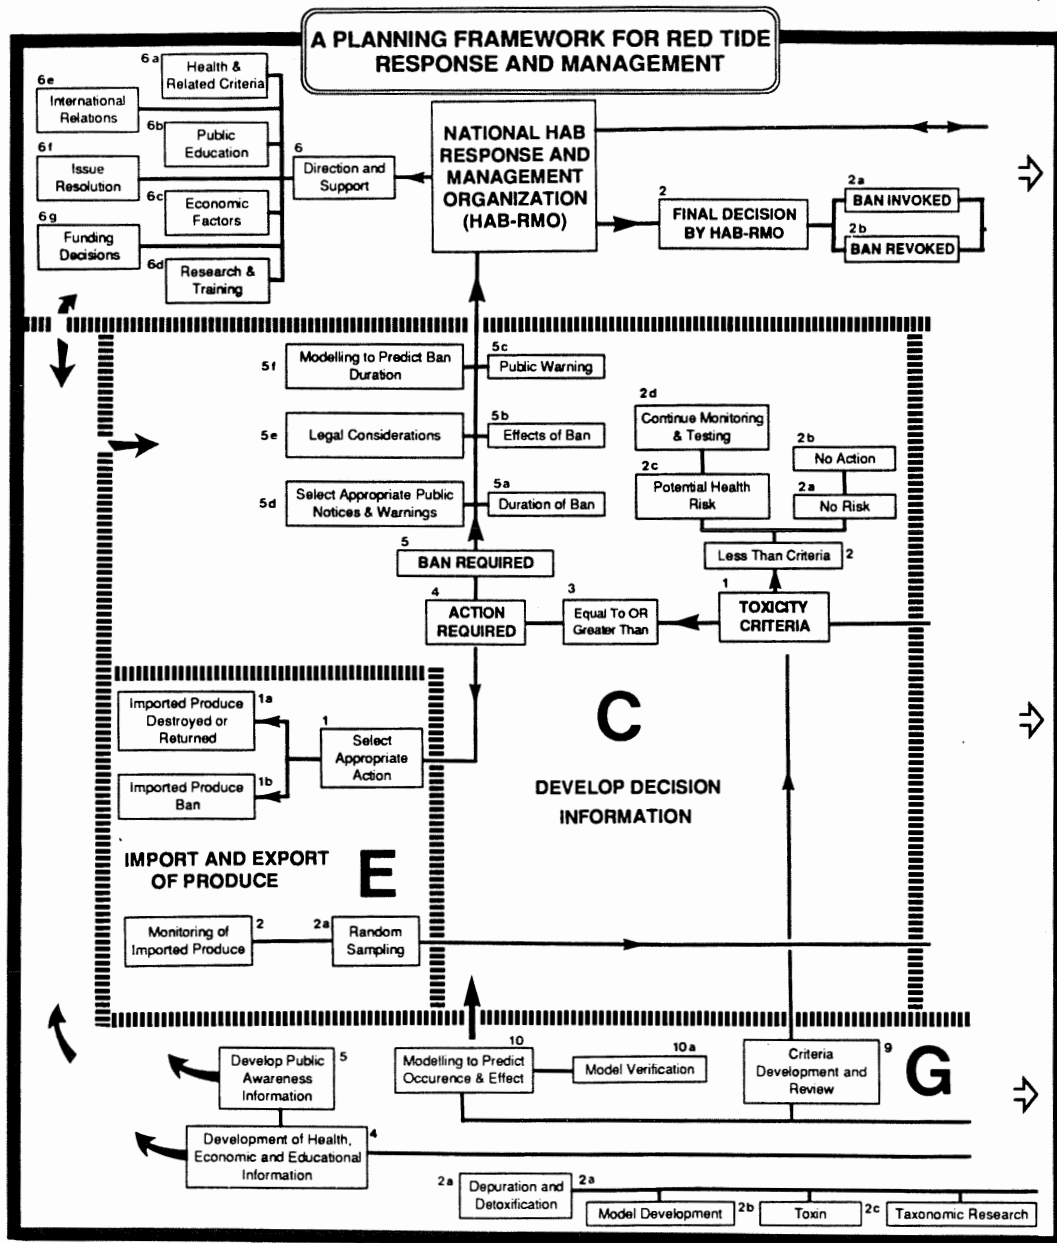 A PLANNING FRAMEWORK FOR RED TIDE
RESPONSE AND MANAGEMENT
6a
Health &
Related Criteria
6e
International
Relations
6b
Public
Education
6f
Issue
Resolution
6c
Economic
Factors
6g
Funding
Decisions
6d
Research &
Training
6
Direction and
Support
NATIONAL HAB
RESPONSE AND
MANAGEMENT
ORGANIZATION
(HAB-RMO)
2
FINAL DECISION
BY HAB-RMO
2a
BAN INVOKED
2b
BAN REVOKED
5f
Modelling to Predict Ban
Duration
5c
Public Warning
5e
Legal Considerations
5b
Effects of Ban
5d
Select Appropriate Public
Notices & Warnings
5a
Duration of Ban
2d
Continue Monitoring
& Testing
2c
Potential Health
Risk
2b
No Action
2a
No Risk
Less Than Criteria
2
5
BAN REQUIRED
4
ACTION
REQUIRED
3
Equal To OR
Greater Than
1
TOXICITY
CRITERIA
Imported Produce
Destroyed or
Returned
1a
1
Select
Appropriate
Action
Imported Produce
Ban
1b
C
DEVELOP DECISION
INFORMATION
IMPORT AND EXPORT
OF PRODUCE
E
Monitoring of
Imported Produce
2
2a
Random
Sampling
Develop Public
Awareness
Information
5
10
Modelling to Predict
Occurence & Effect
10a
Model Verification
Criteria
Development and
Review
9
G
Development of Health,
Economic and Educational
Information
4
2a
Depuration and
Detoxification
2a
Model Development
2b
Toxin
2c
Taxonomic Research